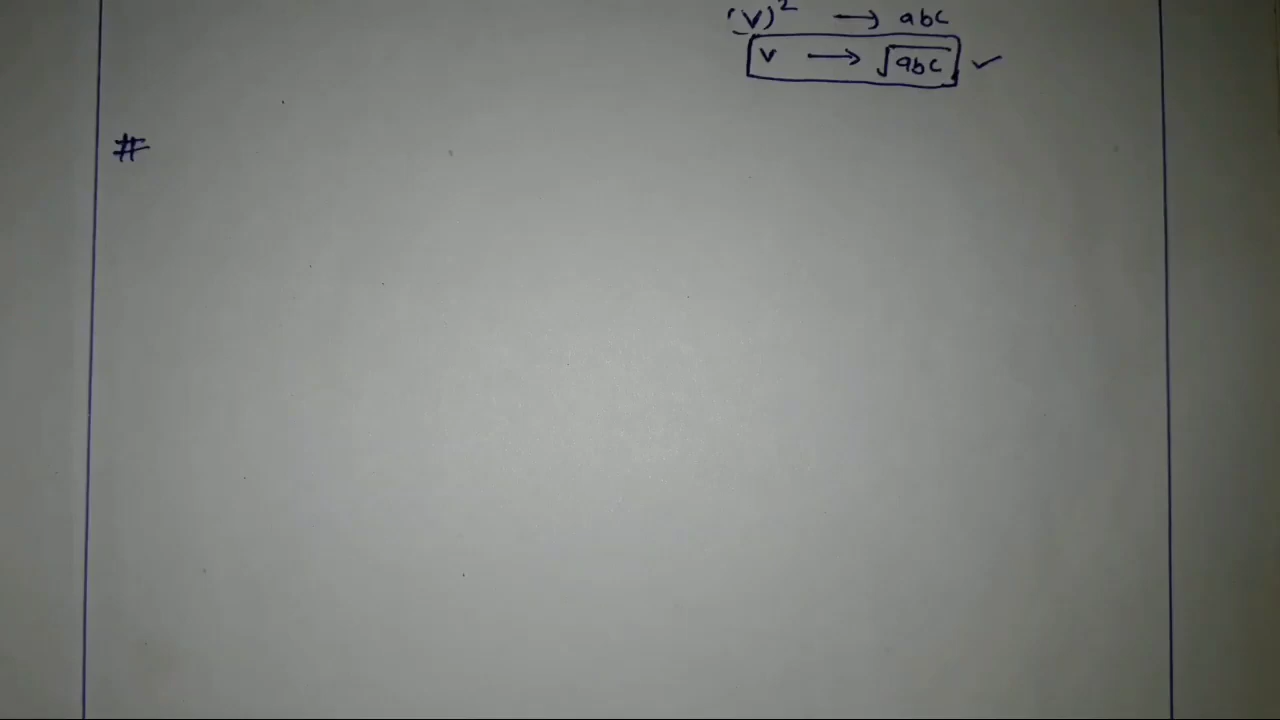 (V)² → abc
V → √abc ✓
#